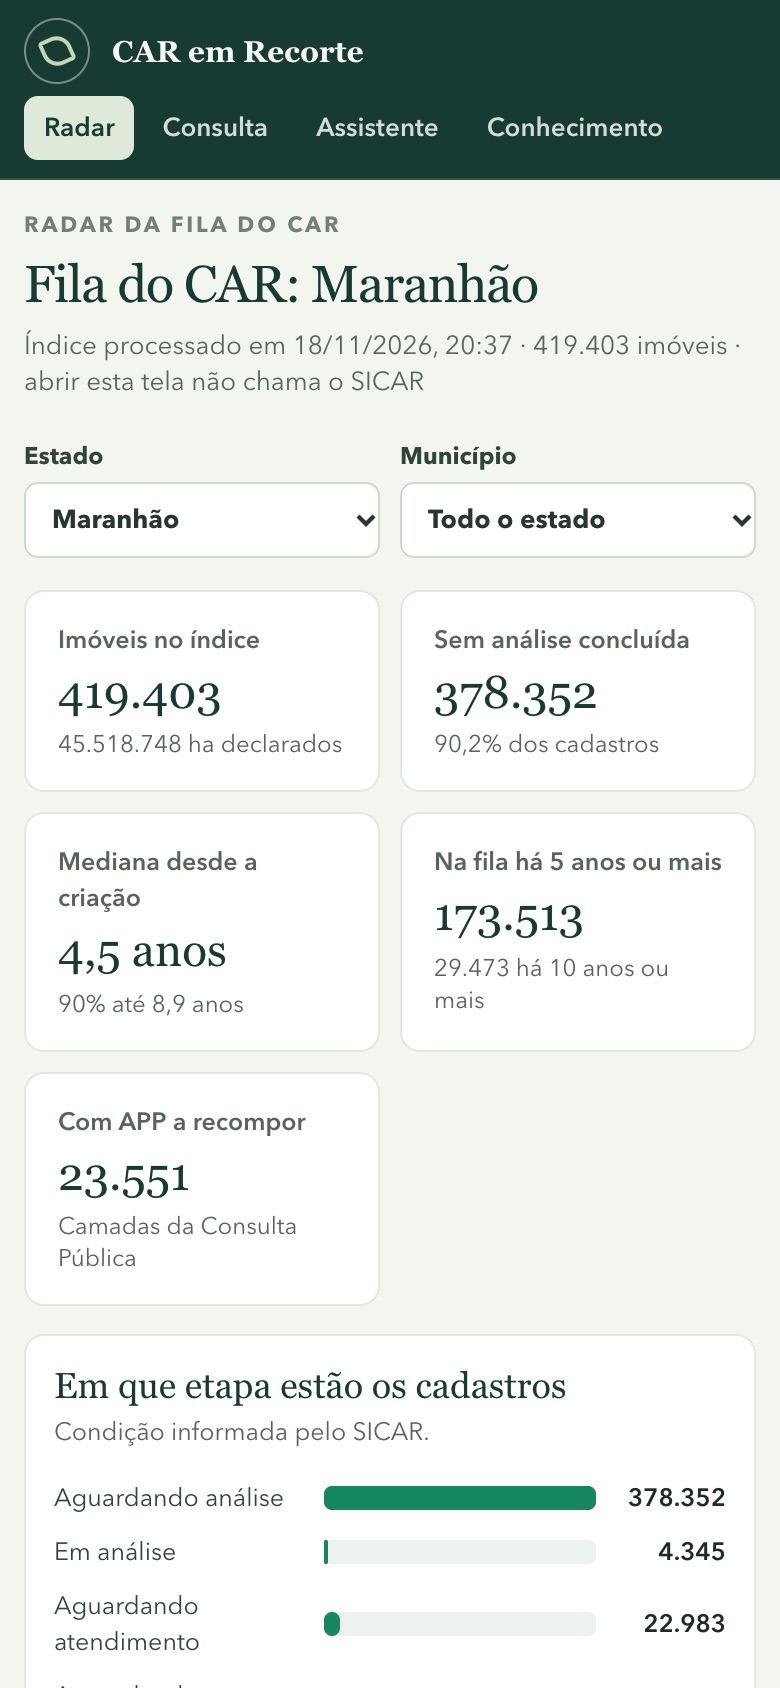 CAR em Recorte
Radar
Consulta
Assistente
Conhecimento
RADAR DA FILA DO CAR
Fila do CAR: Maranhão
Índice processado em 18/11/2026, 20:37 · 419.403 imóveis ·
abrir esta tela não chama o SICAR
Estado
Maranhão
Município
Todo o estado
Imóveis no índice
419.403
45.518.748 ha declarados
Sem análise concluída
378.352
90,2% dos cadastros
Mediana desde a
criação
4,5 anos
90% até 8,9 anos
Na fila há 5 anos ou mais
173.513
29.473 há 10 anos ou
mais
Com APP a recompor
23.551
Camadas da Consulta
Pública
Em que etapa estão os cadastros
Condição informada pelo SICAR.
Aguardando análise
378.352
Em análise
4.345
Aguardando
atendimento
22.983